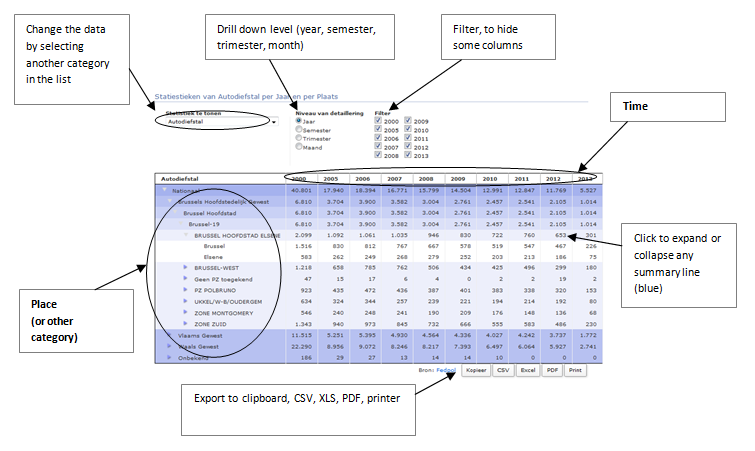 Change the data
by selecting
another category
in the list
Drill down level (year, semester,
trimester, month)
Filter, to hide
some columns
Time
Statiestieken van Autodiefstal per Jaar en per Plaats
Statistiek te tonen
Autodiefstal
Niveau van detaillering
Jaar
Semester
Trimester
Maand
Filter
2000 2009
2005 2010
2006 2011
2007 2012
2008 2013
Autodiefstal 2000 2005 2006 2007 2008 2009 2010 2011 2012 2013
Nationaal 40.801 17.940 18.394 16.771 15.799 14.504 12.991 12.847 11.769 5.527
Brussels Hoofdstedelijk Gewest 6.810 3.704 3.900 3.582 3.004 2.761 2.457 2.541 2.105 1.014
Brussel Hoofdstad 6.810 3.704 3.900 3.582 3.004 2.761 2.457 2.541 2.105 1.014
Brussel-19 6.810 3.704 3.900 3.582 3.004 2.761 2.457 2.541 2.105 1.014
BRUSSEL HOOFDSTAD ELSENE 2.099 1.092 1.061 1.035 946 830 722 760 653 301
Brussel 1.516 830 812 767 667 578 519 547 467 226
Elsene 583 262 249 268 279 252 203 213 186 75
BRUSSEL-WEST 1.218 658 785 762 506 434 425 496 299 180
Geen PZ toegekend 47 15 17 6 4 0 2 2 19 2
PZ POLBRUNO 923 435 472 436 387 401 383 338 320 153
UKKEL/W-B/OUDERGEM 634 324 344 257 239 221 194 214 192 80
ZONE MONTGOMERY 546 240 248 241 190 209 176 148 136 68
ZONE ZUID 1.343 940 973 845 732 666 555 583 486 230
Vlaams Gewest 11.515 5.251 5.395 4.930 4.564 4.336 4.027 4.242 3.737 1.772
Waals Gewest 22.290 8.956 9.072 8.246 8.217 7.393 6.497 6.064 5.927 2.741
Onbekend 186 29 27 13 14 14 10 0 0 0
Bron: Fedpol Kopieer CSV Excel PDF Print
Click to expand or
collapse any
summary line
(blue)
Place
(or other
category)
Export to clipboard, CSV, XLS, PDF, printer